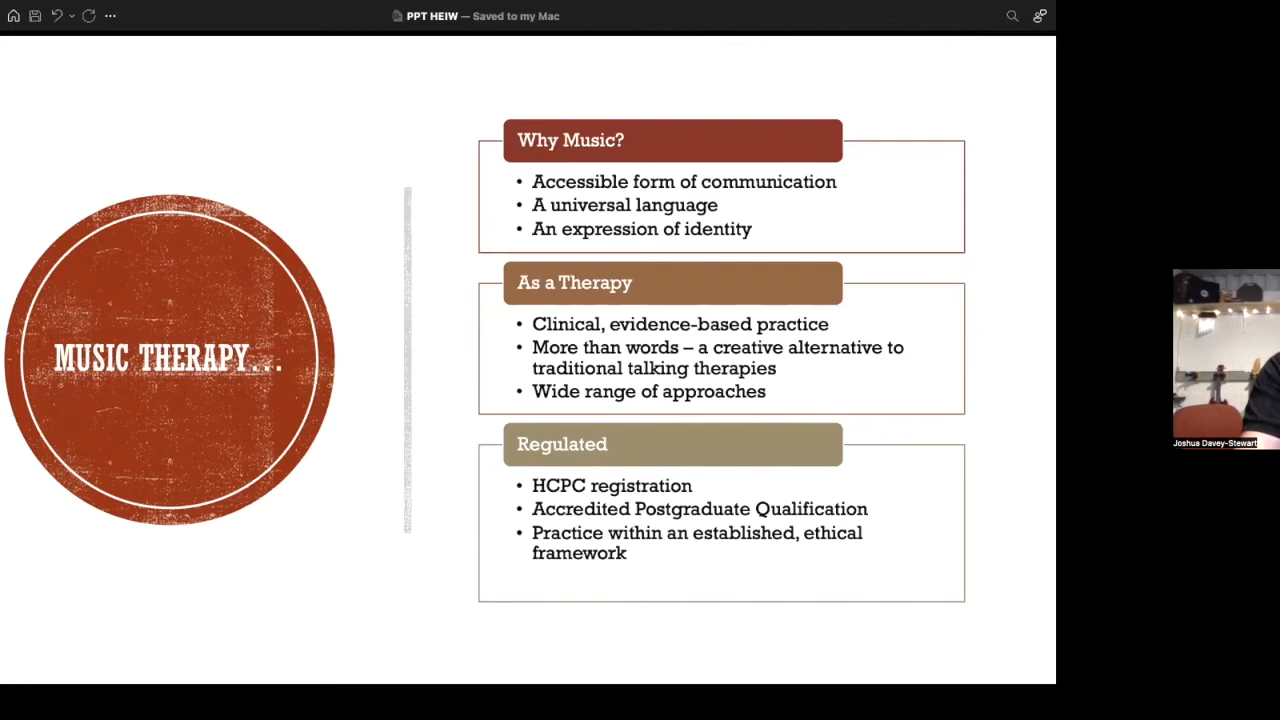 PPT HEIW — Saved to my Mac
Why Music?
• Accessible form of communication
• A universal language
• An expression of identity
As a Therapy
• Clinical, evidence-based practice
• More than words – a creative alternative to
traditional talking therapies
• Wide range of approaches
MUSIC THERAPY...
Regulated
• HCPC registration
• Accredited Postgraduate Qualification
• Practice within an established, ethical
framework
Joshua Davey-Stewart